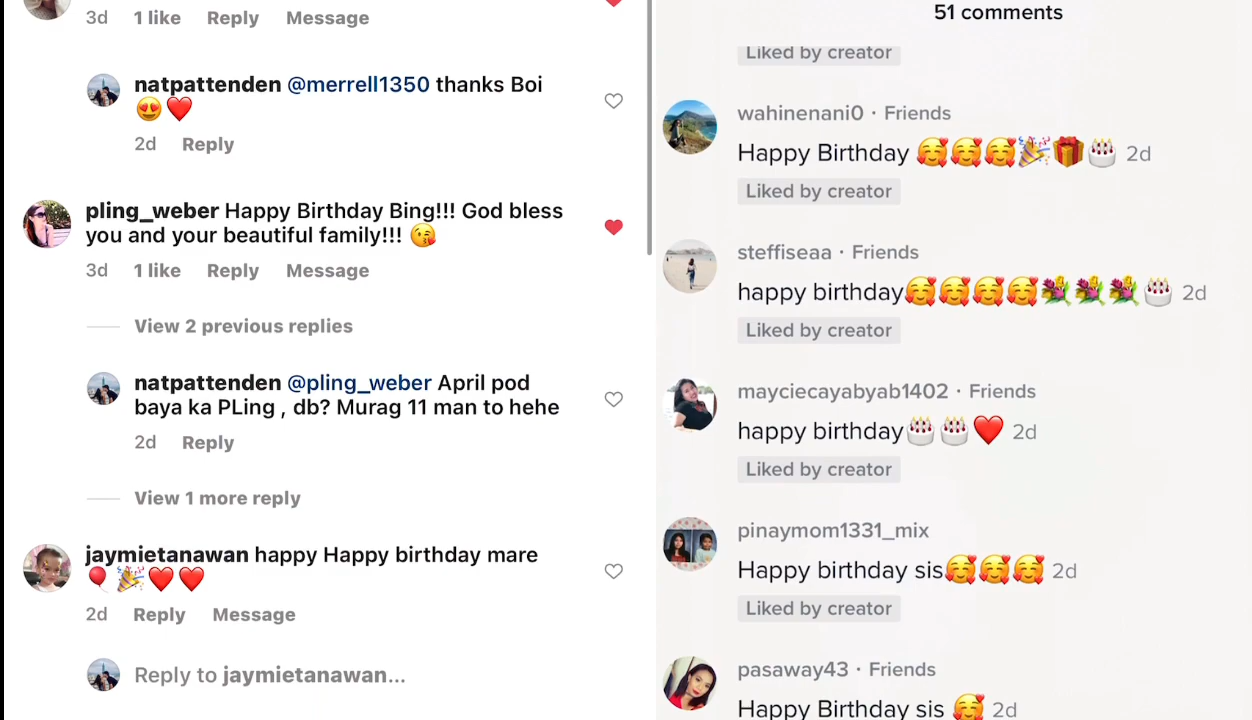 3d 1 like Reply Message
natpattenden @merrell1350 thanks Boi
😍❤️
2d Reply
pling_weber Happy Birthday Bing!!! God bless
you and your beautiful family!!! 😘
3d 1 like Reply Message
View 2 previous replies
natpattenden @pling_weber April pod
baya ka PLing , db? Murag 11 man to hehe
2d Reply
View 1 more reply
jaymietanawan happy Happy birthday mare
🎈🎉❤️❤️
2d Reply Message
Reply to jaymietanawan...
51 comments
Liked by creator
wahinenani0 · Friends
Happy Birthday 🥰🥰🥰🎉🎁🎂 2d
Liked by creator
steffiseaa · Friends
happy birthday🥰🥰🥰🥰💐💐💐🎂 2d
Liked by creator
mayciecayabyab1402 · Friends
happy birthday🎂🎂❤️ 2d
Liked by creator
pinaymom1331_mix
Happy birthday sis🥰🥰🥰 2d
Liked by creator
pasaway43 · Friends
Happy Birthday sis 🥰 2d